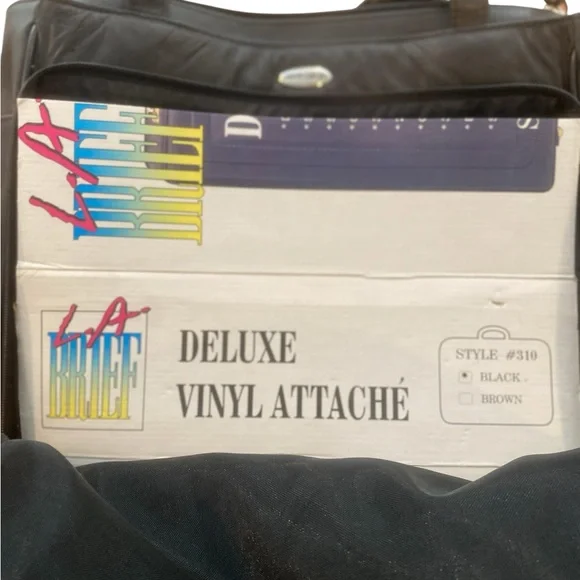 L.A.
BRIEF
D
S
L.A.
BRIEF
DELUXE
VINYL ATTACHÉ
STYLE #310
BLACK
BROWN